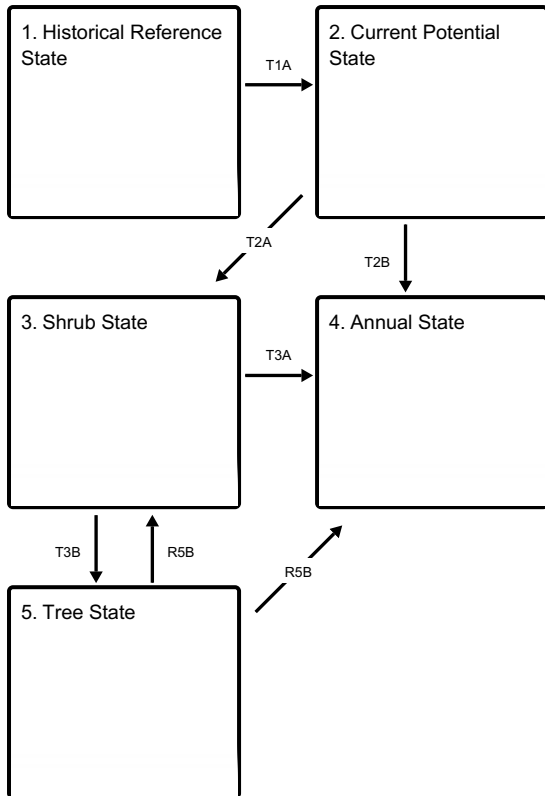 1. Historical Reference
State
T1A
2. Current Potential
State
T2A
T2B
3. Shrub State
T3A
4. Annual State
T3B
R5B
R5B
5. Tree State